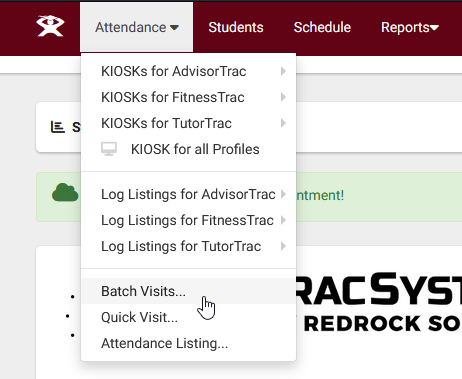 Attendance Students Schedule Reports
KIOSKs for AdvisorTrac
KIOSKs for FitnessTrac
KIOSKs for TutorTrac
KIOSK for all Profiles
S
Log Listings for AdvisorTrac
ntment!
Log Listings for FitnessTrac
Log Listings for TutorTrac
Batch Visits...
RACSYST
Quick Visit...
REDROCK SO
Attendance Listing...